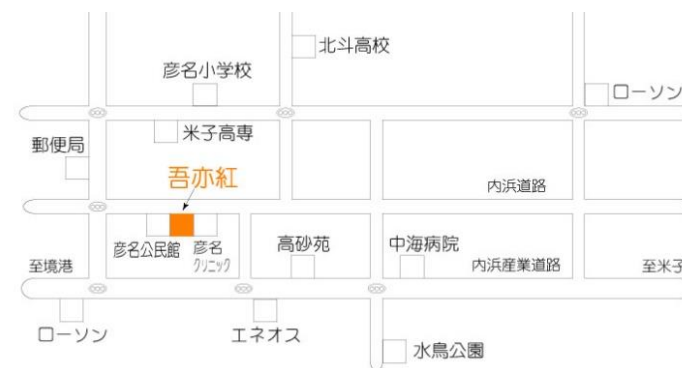 北斗高校
彦名小学校
ローソン
米子高専
郵便局
吾亦紅
内浜道路
彦名公民館
彦名
クリニック
高砂苑
中海病院
至境港
内浜産業道路
至米子
ローソン
エネオス
水鳥公園